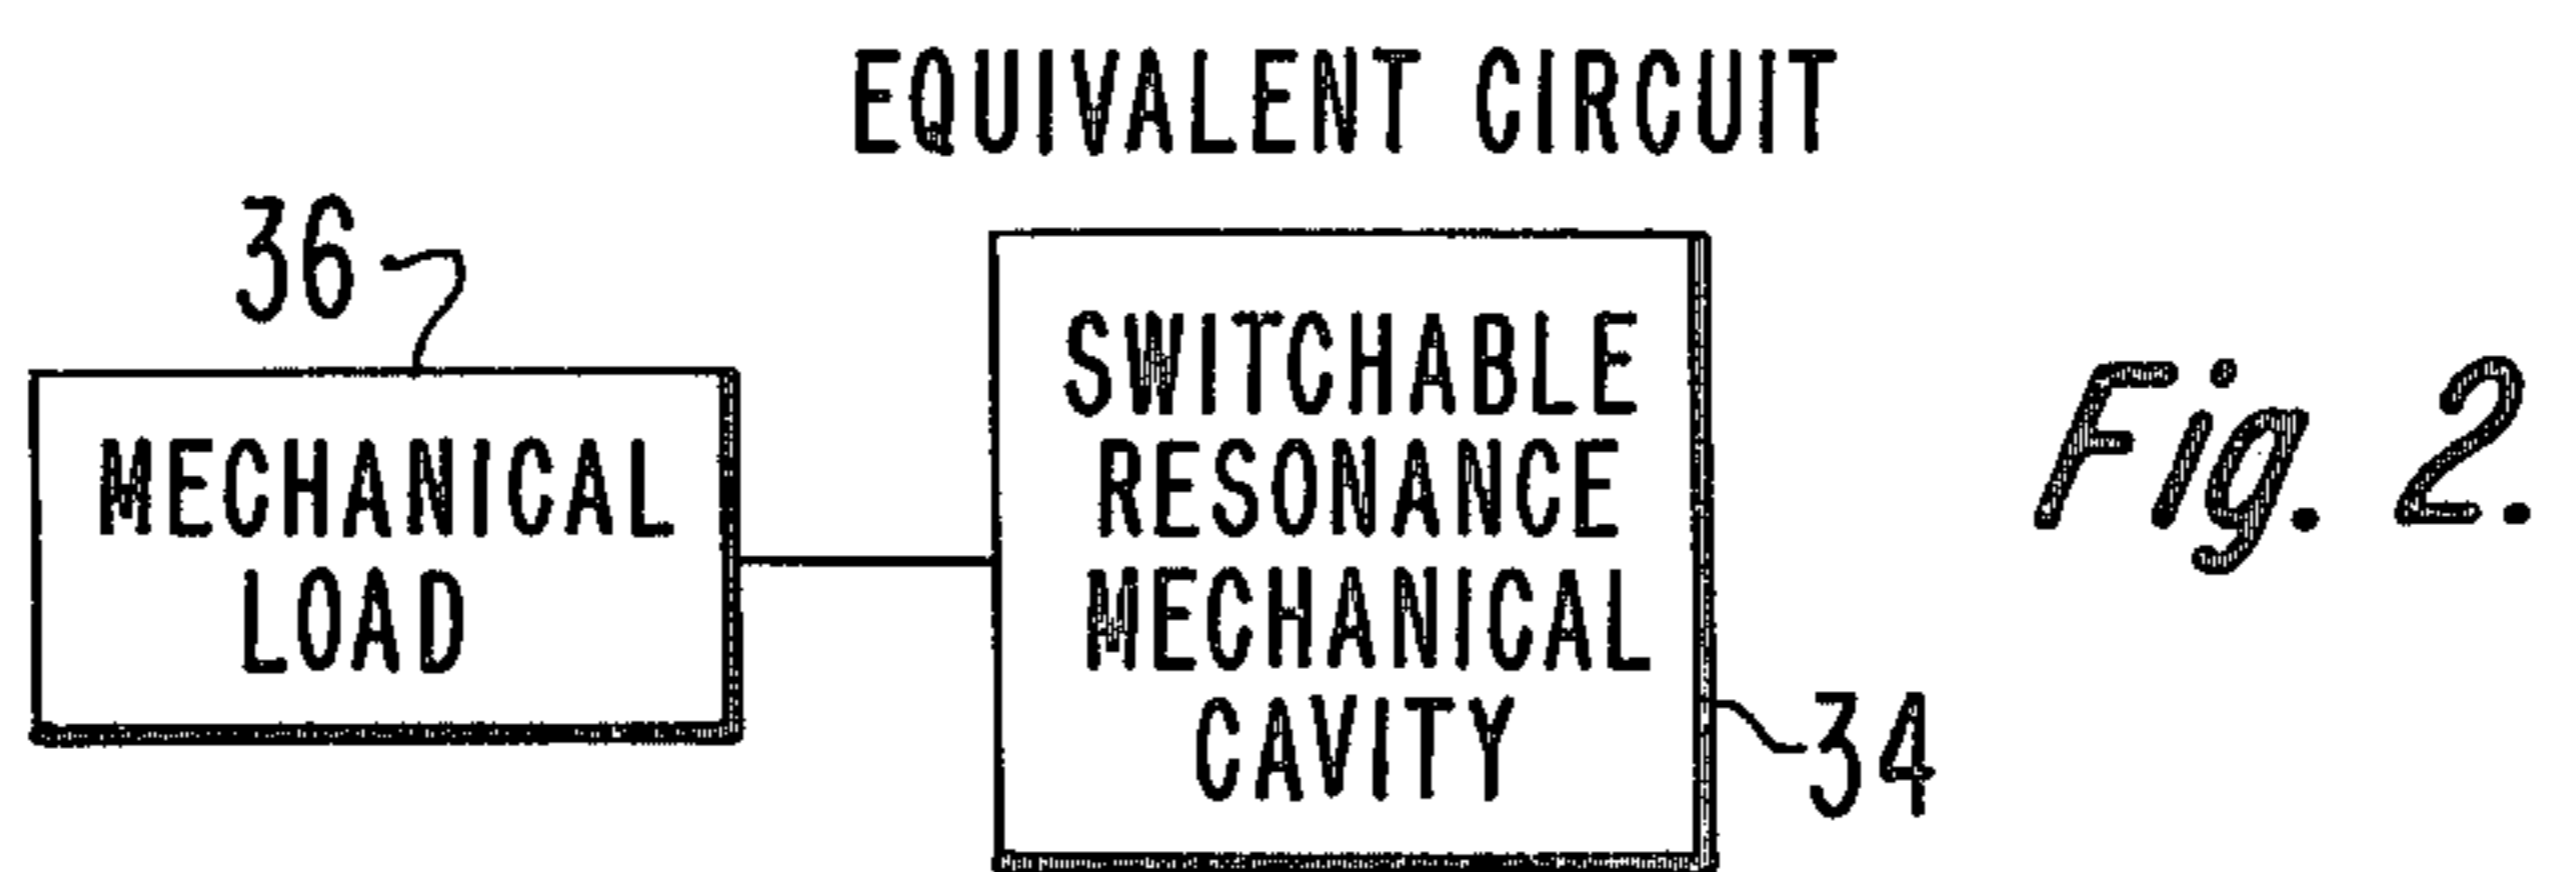 EQUIVALENT CIRCUIT
36
MECHANICAL
LOAD
SWITCHABLE
RESONANCE
MECHANICAL
CAVITY
34
Fig. 2.